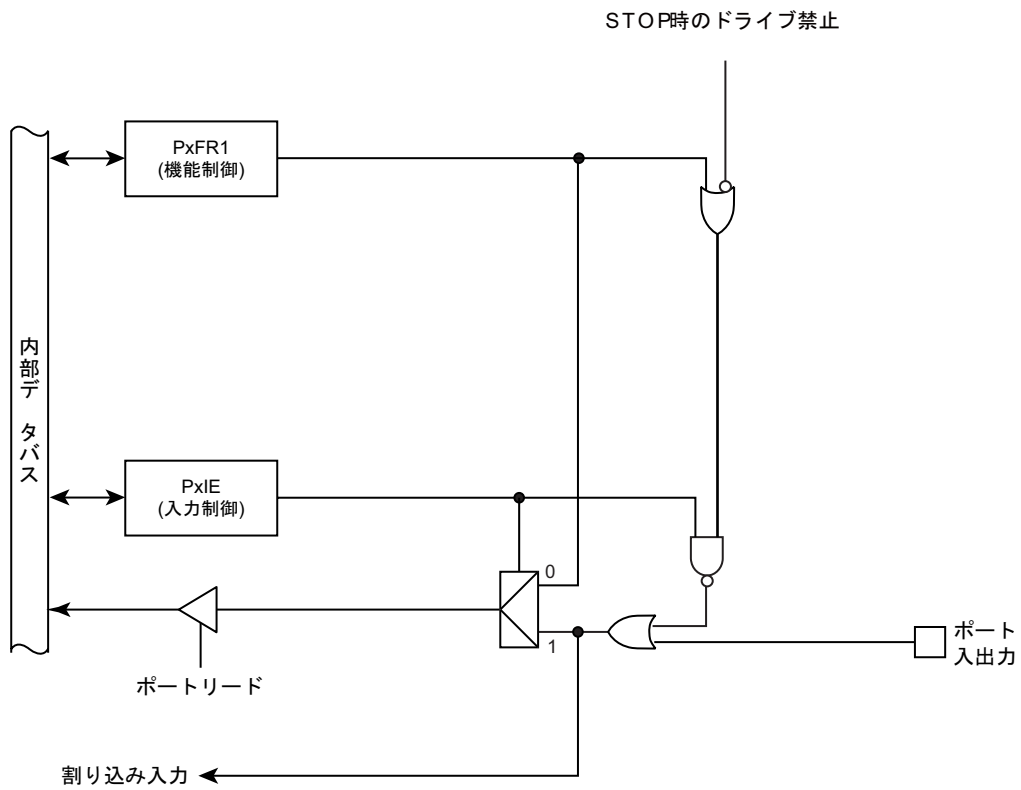 STOP時のドライブ禁止
PxFR1
(機能制御)
内部デ タバス
PxIE
(入力制御)
0
1
ポート
入出力
ポートリード
割り込み入力